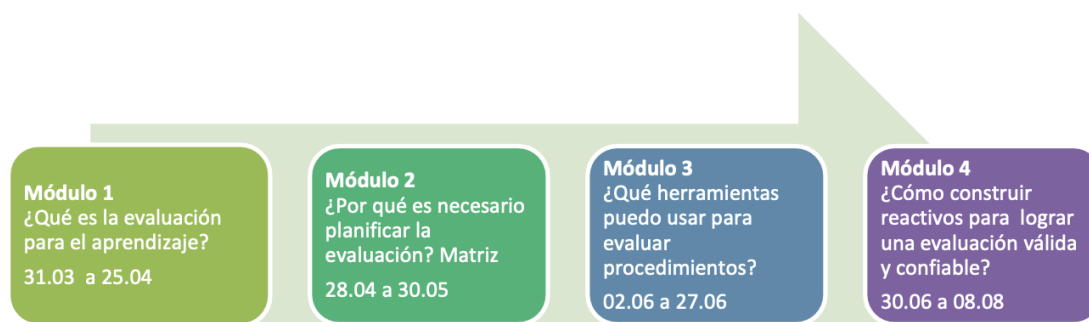 Módulo 1
¿Qué es la evaluación
para el aprendizaje?
31.03 a 25.04
Módulo 2
¿Por qué es necesario
planificar la
evaluación? Matriz
28.04 a 30.05
Módulo 3
¿Qué herramientas
puedo usar para
evaluar
procedimientos?
02.06 a 27.06
Módulo 4
¿Cómo construir
reactivos para lograr
una evaluación válida
y confiable?
30.06 a 08.08